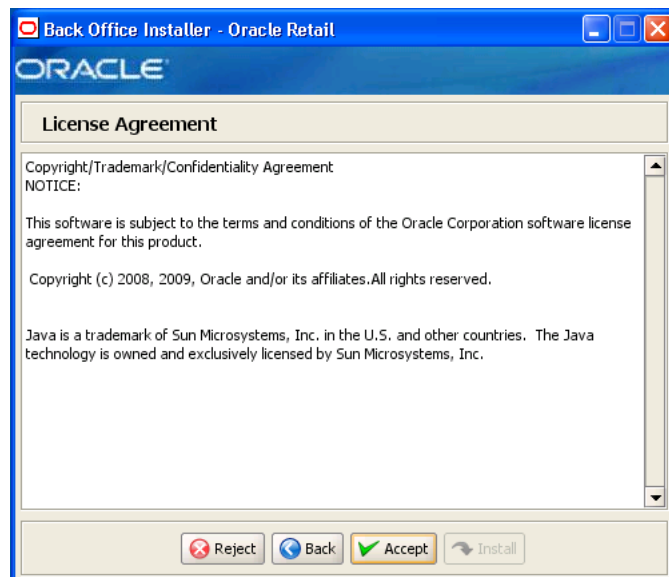 Back Office Installer - Oracle Retail
ORACLE
License Agreement
Copyright/Trademark/Confidentiality Agreement
NOTICE:
This software is subject to the terms and conditions of the Oracle Corporation software license
agreement for this product.
Copyright (c) 2008, 2009, Oracle and/or its affiliates.All rights reserved.
Java is a trademark of Sun Microsystems, Inc. in the U.S. and other countries.  The Java
technology is owned and exclusively licensed by Sun Microsystems, Inc.
Reject Back Accept Install